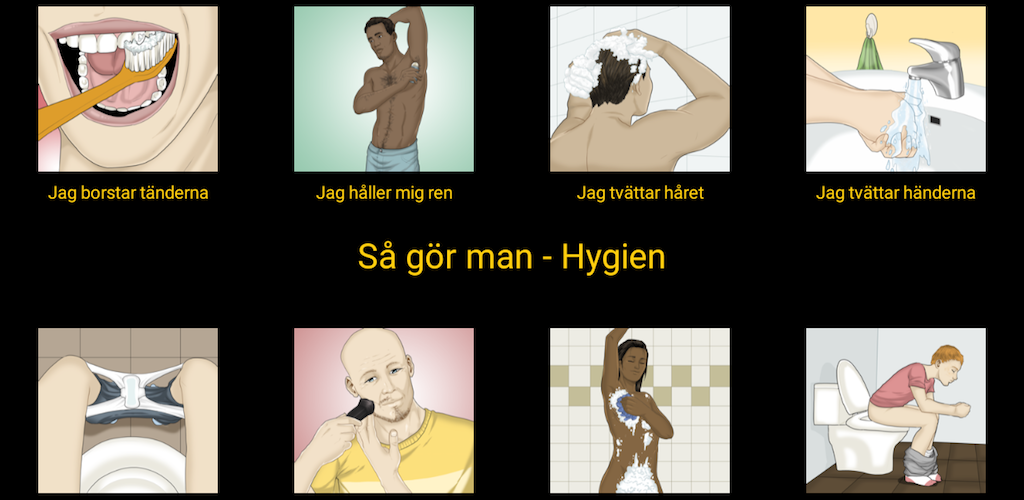 Jag borstar tänderna
Jag håller mig ren
Jag tvättar håret
Jag tvättar händerna
Så gör man - Hygien